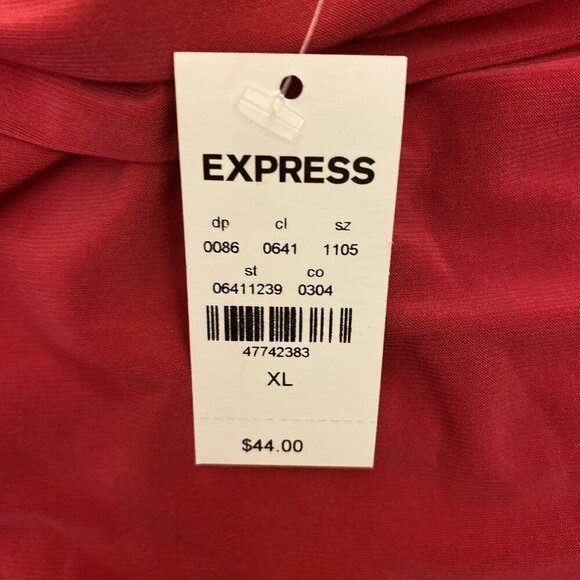 EXPRESS
dp cl sz
0086 0641 1105
st co
06411239 0304
47742383
XL
$44.00